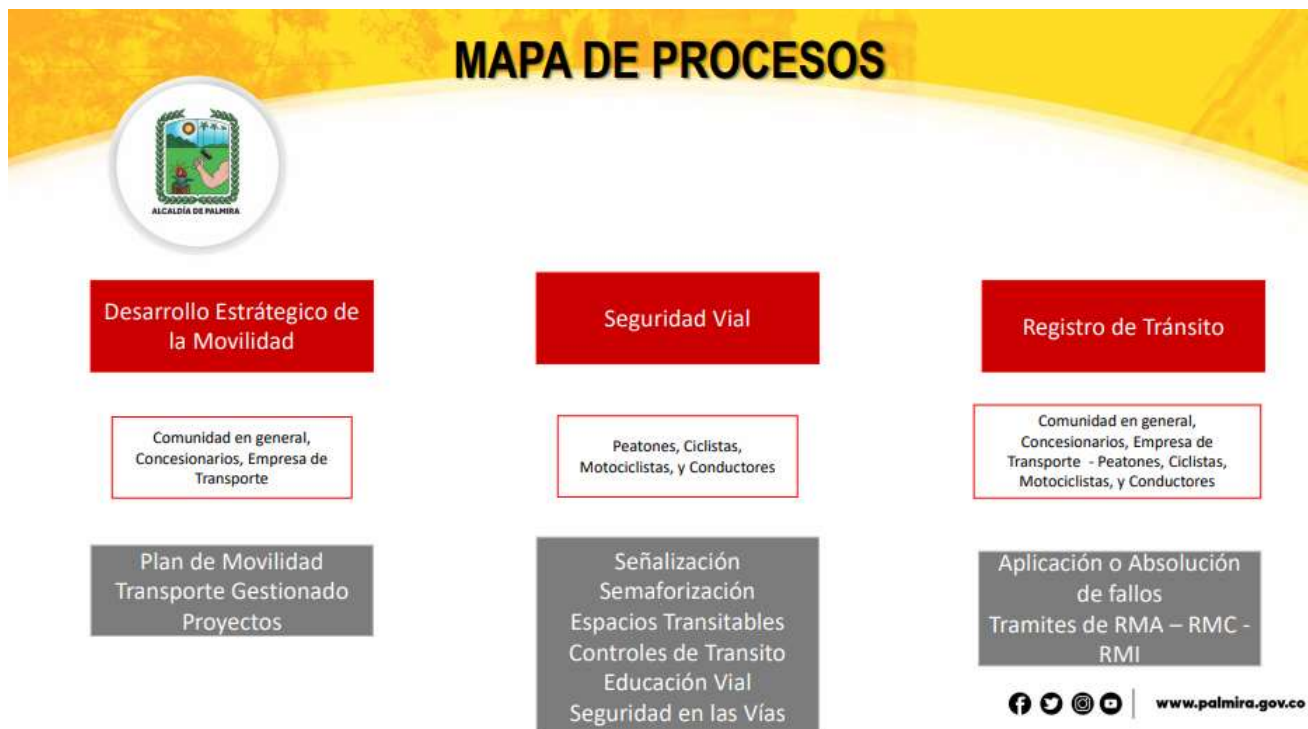 MAPA DE PROCESOS
ALCALDÍA DE PALMIRA
Desarrollo Estrátegico de
la Movilidad
Comunidad en general,
Concesionarios, Empresa de
Transporte
Plan de Movilidad
Transporte Gestionado
Proyectos
Seguridad Vial
Peatones, Ciclistas,
Motociclistas, y Conductores
Señalización
Semaforización
Espacios Transitables
Controles de Transito
Educación Vial
Seguridad en las Vías
Registro de Tránsito
Comunidad en general,
Concesionarios, Empresa de
Transporte - Peatones, Ciclistas,
Motociclistas, y Conductores
Aplicación o Absolución
de fallos
Tramites de RMA – RMC -
RMI
www.palmira.gov.co